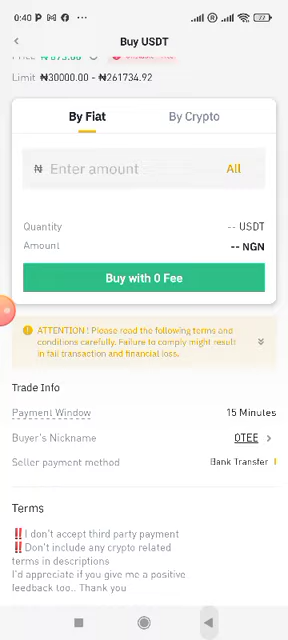 0:40
Buy USDT
Limit ₦30000.00 - ₦261734.92
By Fiat By Crypto
₦ Enter amount All
Quantity -- USDT
Amount -- NGN
Buy with 0 Fee
ATTENTION ! Please read the following terms and
conditions carefully. Failure to comply might result
in fail transaction and financial loss.
Trade Info
Payment Window 15 Minutes
Buyer's Nickname OTEE
Seller payment method Bank Transfer
Terms
‼️I don't accept third party payment
‼️Don't include any crypto related
terms in descriptions
I'd appreciate if you give me a positive
feedback too.. Thank you